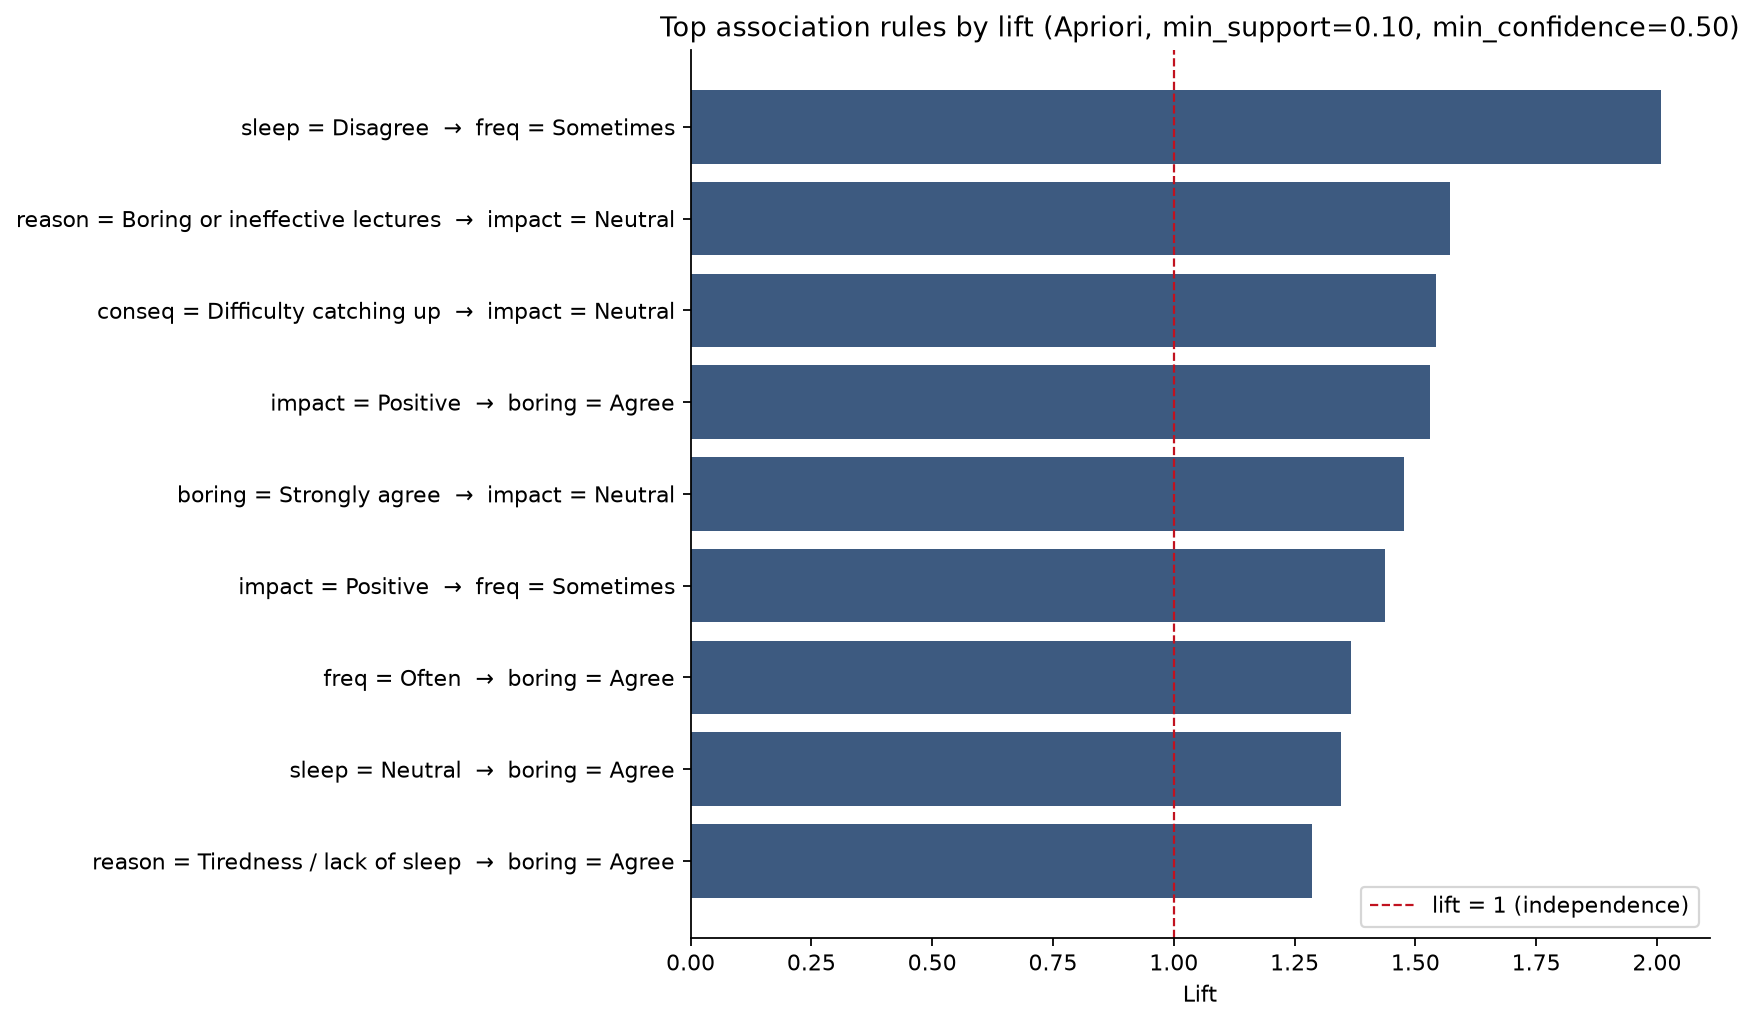 Top association rules by lift (Apriori, min_support=0.10, min_confidence=0.50)
sleep = Disagree → freq = Sometimes
reason = Boring or ineffective lectures → impact = Neutral
conseq = Difficulty catching up → impact = Neutral
impact = Positive → boring = Agree
boring = Strongly agree → impact = Neutral
impact = Positive → freq = Sometimes
freq = Often → boring = Agree
sleep = Neutral → boring = Agree
reason = Tiredness / lack of sleep → boring = Agree
lift = 1 (independence)
0.00 0.25 0.50 0.75 1.00 1.25 1.50 1.75 2.00
Lift